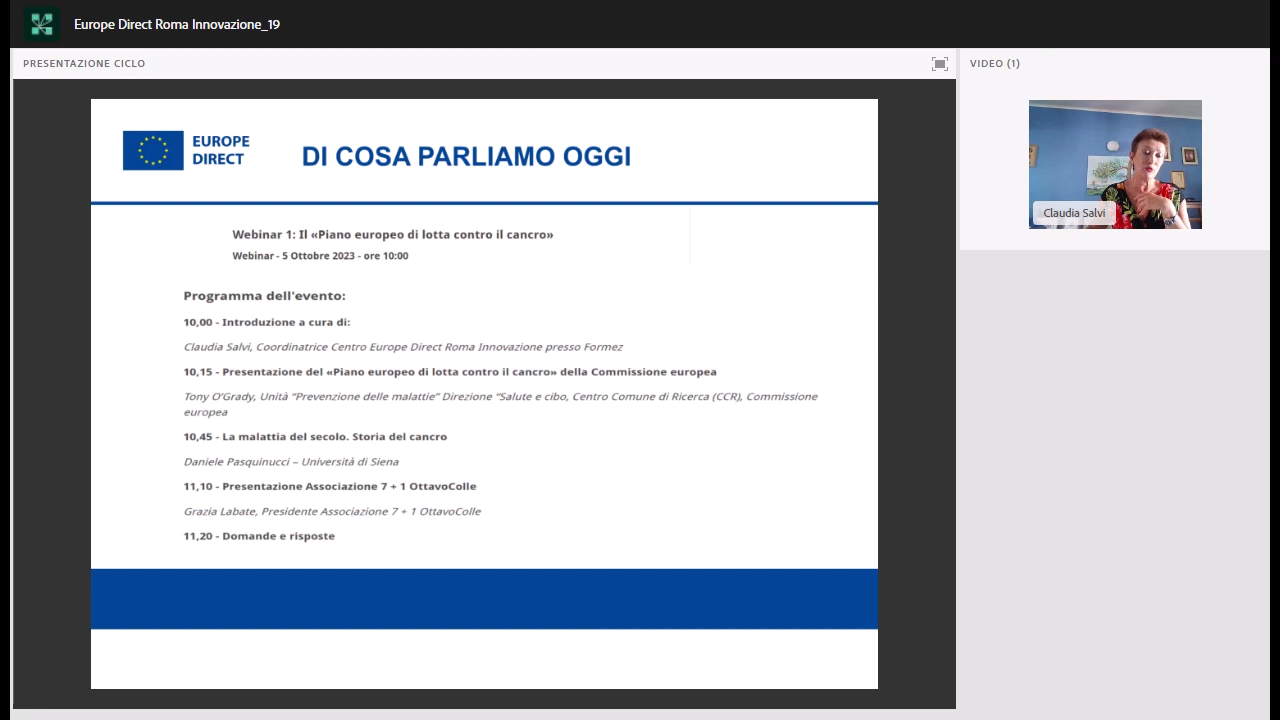 Europe Direct Roma Innovazione_19
PRESENTAZIONE CICLO
VIDEO (1)
EUROPE
DIRECT
DI COSA PARLIAMO OGGI
Webinar 1: Il «Piano europeo di lotta contro il cancro»
Webinar - 5 Ottobre 2023 - ore 10:00
Programma dell'evento:
10,00 - Introduzione a cura di:
Claudia Salvi, Coordinatrice Centro Europe Direct Roma Innovazione presso Formez
10,15 - Presentazione del «Piano europeo di lotta contro il cancro» della Commissione europea
Tony O’Grady, Unità “Prevenzione delle malattie” Direzione “Salute e cibo, Centro Comune di Ricerca (CCR), Commissione
europea
10,45 - La malattia del secolo. Storia del cancro
Daniele Pasquinucci – Università di Siena
11,10 - Presentazione Associazione 7 + 1 OttavoColle
Grazia Labate, Presidente Associazione 7 + 1 OttavoColle
11,20 - Domande e risposte
Claudia Salvi